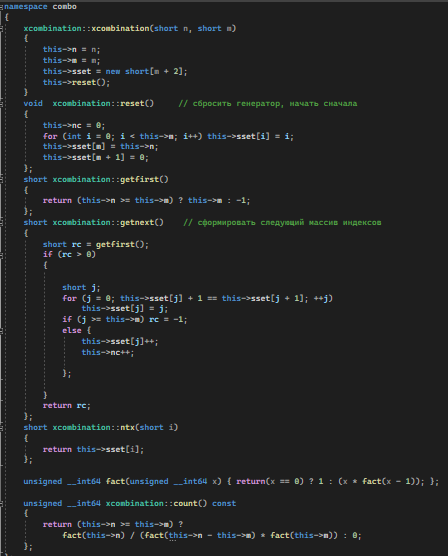 namespace combo
{
xcombination::xcombination(short n, short m)
{
this->n = n;
this->m = m;
this->sset = new short[m + 2];
this->reset();
}
void  xcombination::reset()     // сбросить генератор, начать сначала
{
this->nc = 0;
for (int i = 0; i < this->m; i++) this->sset[i] = i;
this->sset[m] = this->n;
this->sset[m + 1] = 0;
};
short xcombination::getfirst()
{
return (this->n >= this->m) ? this->m : -1;
};
short xcombination::getnext()    // сформировать следующий массив индексов
{
short rc = getfirst();
if (rc > 0)
{
short j;
for (j = 0; this->sset[j] + 1 == this->sset[j + 1]; ++j)
this->sset[j] = j;
if (j >= this->m) rc = -1;
else {
this->sset[j]++;
this->nc++;
};
}
return rc;
};
short xcombination::ntx(short i)
{
return this->sset[i];
};
unsigned __int64 fact(unsigned __int64 x) { return(x == 0) ? 1 : (x * fact(x - 1)); };
unsigned __int64 xcombination::count() const
{
return (this->n >= this->m) ?
fact(this->n) / (fact(this->n - this->m) * fact(this->m)) : 0;
};